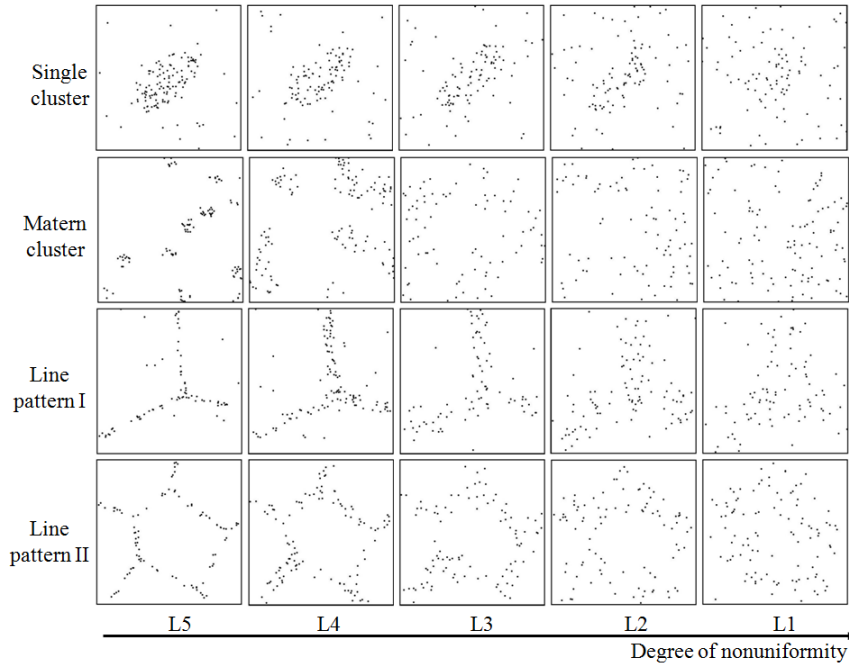 Single
cluster
Matern
cluster
Line
pattern I
Line
pattern II
L5 L4 L3 L2 L1
Degree of nonuniformity